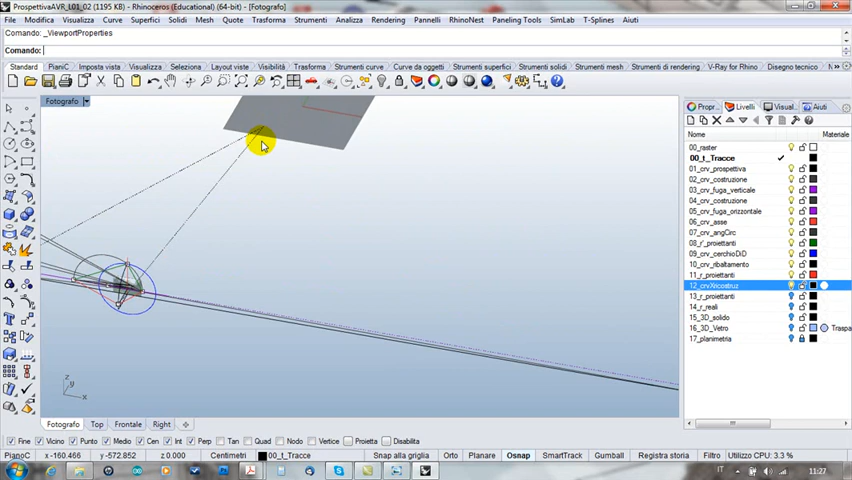 ProspettivaAVR_L01_02 (1195 KB) - Rhinoceros (Educational) (64-bit) - [Fotografo]
File Modifica Visualizza Curve Superfici Solidi Mesh Quote Trasforma Strumenti Analizza Rendering Pannelli RhinoNest Paneling Tools SimLab T-Splines Aiuti
Comando: _ViewportProperties
Comando:
Standard PianiC Imposta vista Visualizza Seleziona Layout viste Visibilità Trasforma Strumenti curve Curve da oggetti Strumenti superfici Strumenti solidi Strumenti mesh Strumenti di rendering V-Ray for Rhino Disegno tecnico
Fotografo
Propr... Livelli Visual... Aiuti
Nome Materiale
00_raster
00_t_Tracce
01_crv_prospettiva
02_crv_costruzione
03_crv_fuga_verticale
04_crv_costruzione
05_crv_fuga_orizzontale
06_crv_asse
07_crv_angCirc
08_r'_proiettanti
09_crv_cerchioDiD
10_crv_ribaltamento
11_r_proiettanti
12_crvXricostruz
13_r_proiettanti
14_r_reali
15_3D_solido
16_3D_Vetro Traspa
17_planimetria
z
y
x
Fotografo Top Frontale Right
Fine Vicino Punto Medio Cen Int Perp Tan Quad Nodo Vertice Proietta Disabilita
PianoC x -160.466 y -572.852 z 0.000 Centimetri 00_t_Tracce Snap alla griglia Orto Planare Osnap SmartTrack Gumball Registra storia Filtro Utilizzo CPU: 3.3 %
IT 11:27